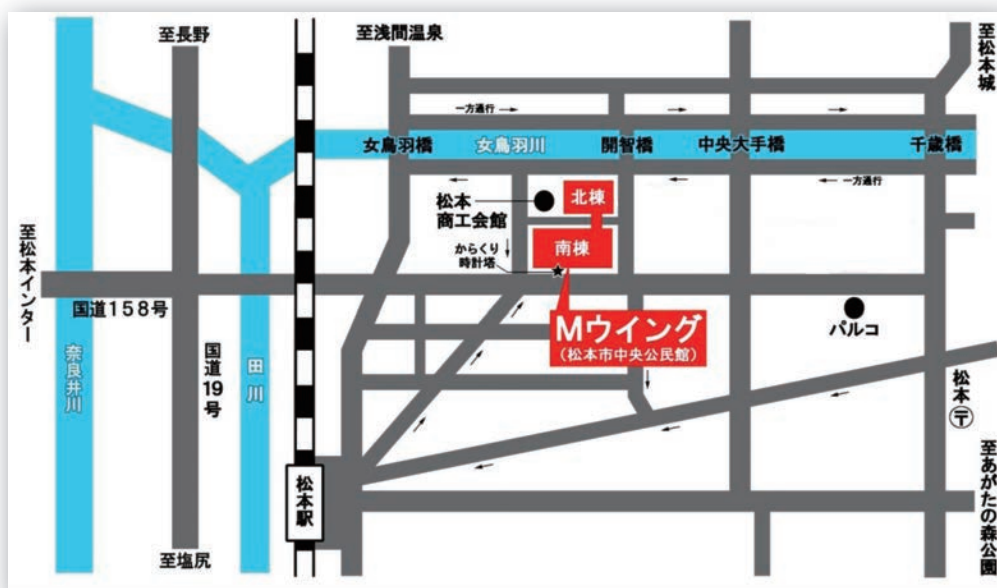 至長野
至浅間温泉
至松本城
一方通行
女鳥羽橋
女鳥羽川
開智橋
中央大手橋
千歳橋
一方通行
松本
商工会館
北棟
南棟
からくり
時計塔
至松本インター
国道158号
Mウイング
(松本市中央公民館)
パルコ
奈良井川
国道19号
田川
松本〒
松本駅
至塩尻
至あがたの森公園